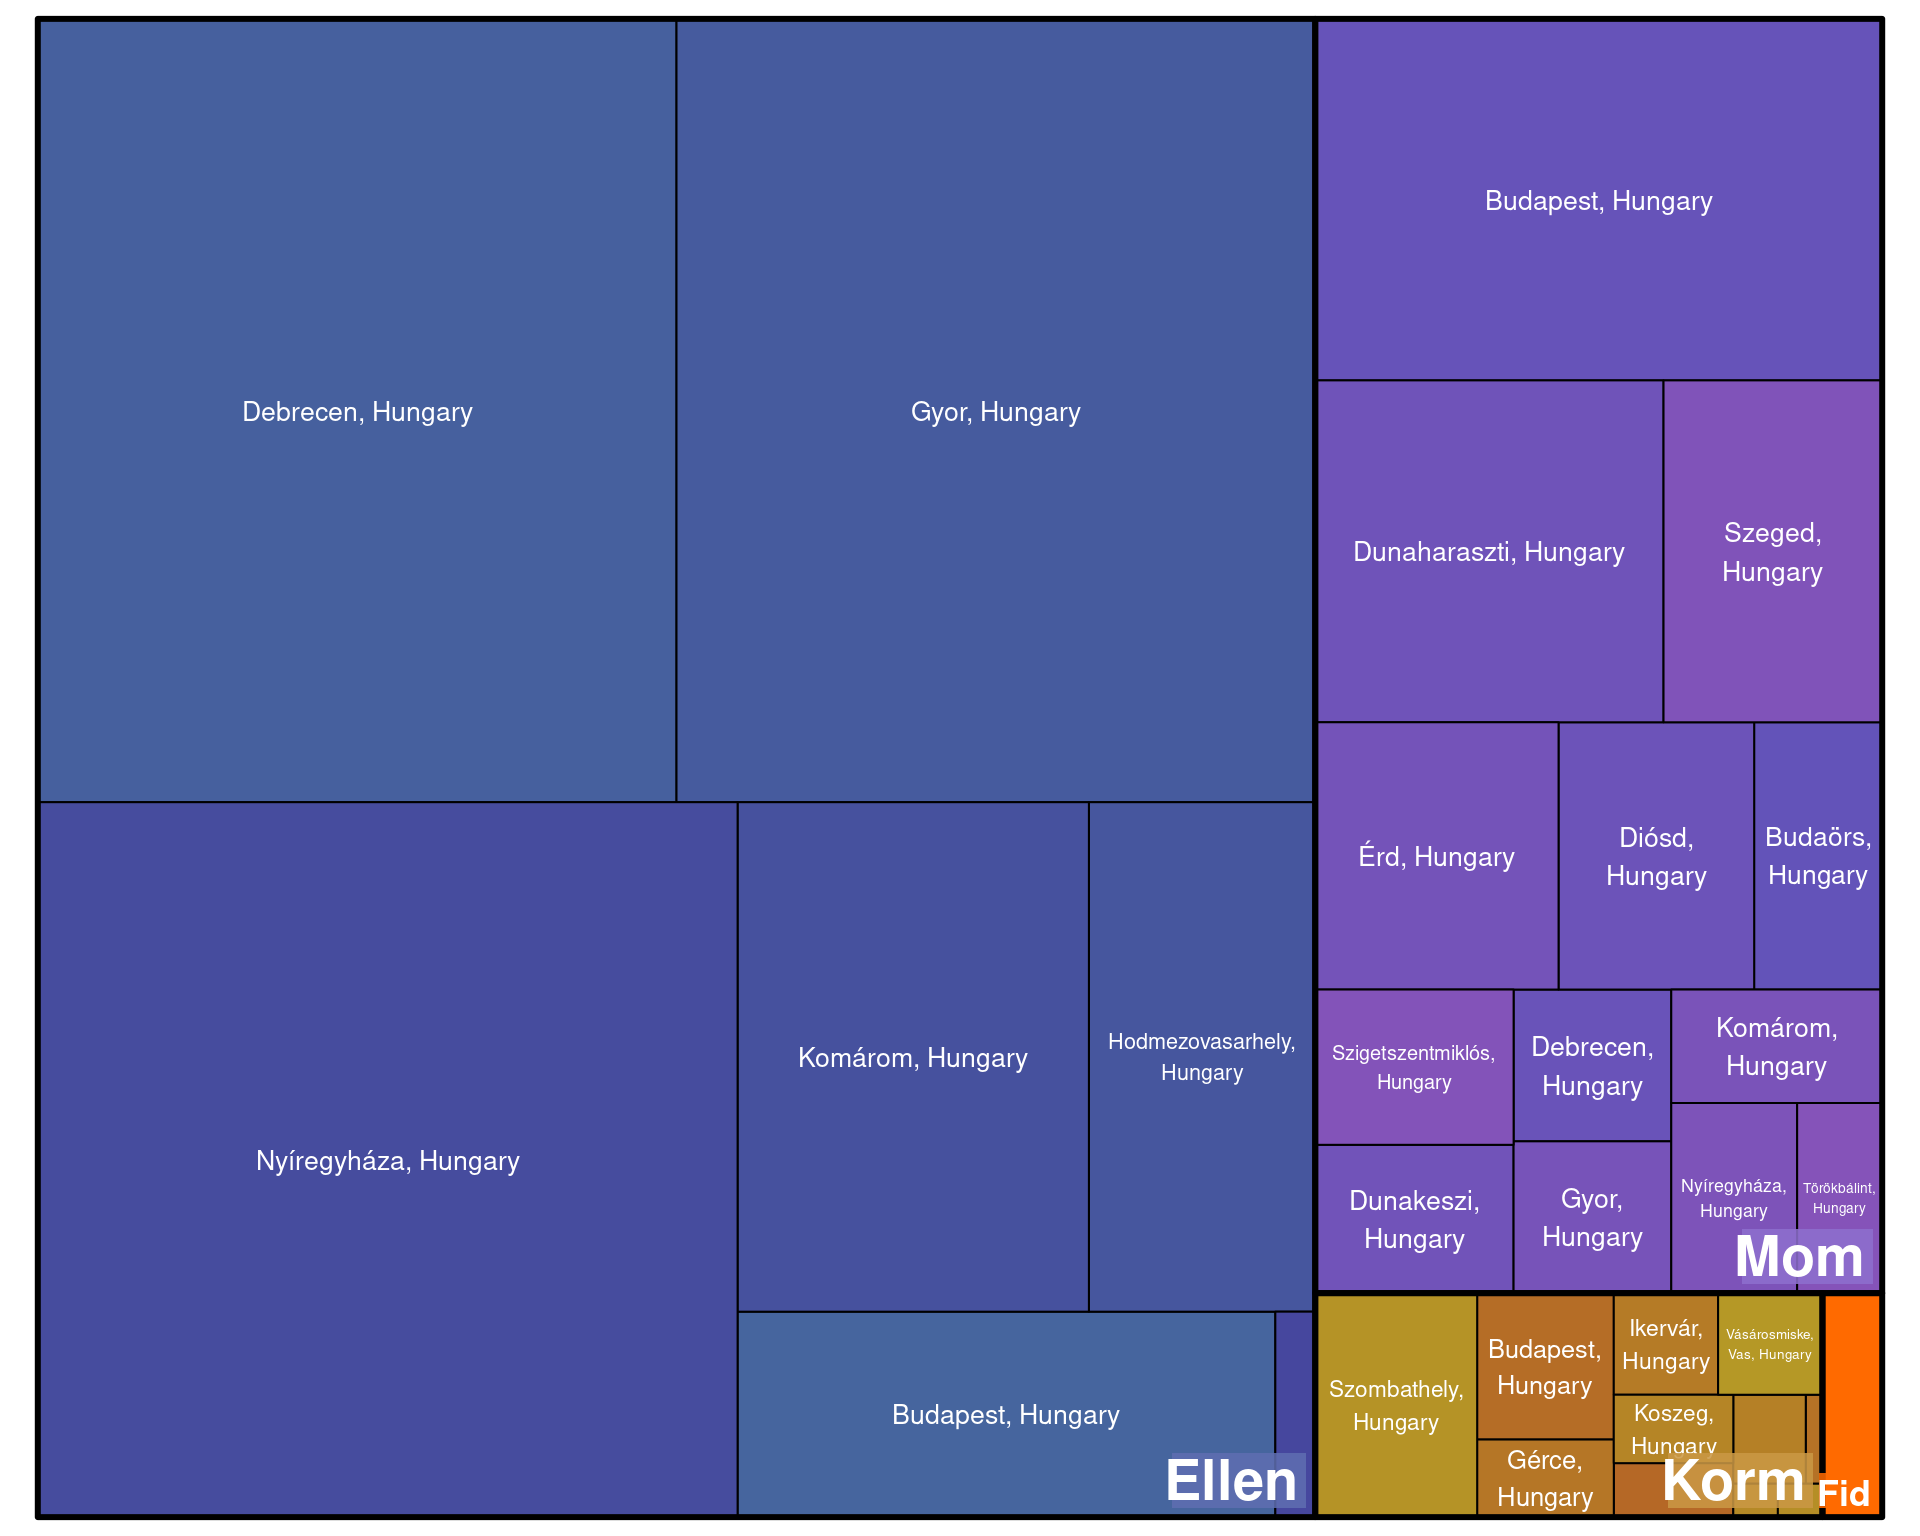 Debrecen, Hungary
Gyor, Hungary
Nyíregyháza, Hungary
Komárom, Hungary
Hodmezovasarhely,
Hungary
Budapest, Hungary
Ellen
Budapest, Hungary
Dunaharaszti, Hungary
Szeged,
Hungary
Érd, Hungary
Diósd,
Hungary
Budaörs,
Hungary
Szigetszentmiklós,
Hungary
Debrecen,
Hungary
Komárom,
Hungary
Dunakeszi,
Hungary
Gyor,
Hungary
Nyíregyháza,
Hungary
Törökbálint,
Hungary
Mom
Szombathely,
Hungary
Budapest,
Hungary
Gérce,
Hungary
Ikervár,
Hungary
Vásárosmiske,
Vas, Hungary
Koszeg,
Hungary
Korm
Fid